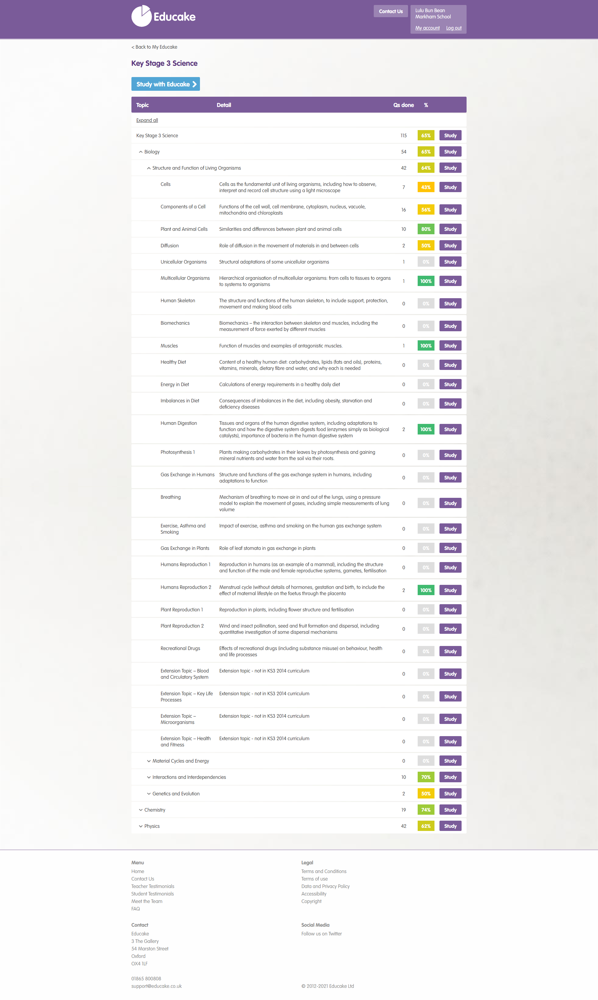 Educake
Contact Us
Lulu Bun Bean
Markham School
My account Log out
< Back to My Educake
Key Stage 3 Science
Study with Educake
Topic Detail Qs done %
Expand all
Key Stage 3 Science 115 65% Study
Biology 54 65% Study
Structure and Function of Living Organisms 42 64% Study
Cells Cells as the fundamental unit of living organisms, including how to observe,
interpret and record cell structure using a light microscope 7 43% Study
Components of a Cell Functions of the cell wall, cell membrane, cytoplasm, nucleus, vacuole,
mitochondria and chloroplasts 16 56% Study
Plant and Animal Cells Similarities and differences between plant and animal cells 10 80% Study
Diffusion Role of diffusion in the movement of materials in and between cells 2 50% Study
Unicellular Organisms Structural adaptations of some unicellular organisms 1 0% Study
Multicellular Organisms Hierarchical organisation of multicellular organisms: from cells to tissues to organs
to systems to organisms 1 100% Study
Human Skeleton The structure and functions of the human skeleton, to include support, protection,
movement and making blood cells 0 0% Study
Biomechanics Biomechanics – the interaction between skeleton and muscles, including the
measurement of force exerted by different muscles 0 0% Study
Muscles Function of muscles and examples of antagonistic muscles. 1 100% Study
Healthy Diet Content of a healthy human diet: carbohydrates, lipids (fats and oils), proteins,
vitamins, minerals, dietary fibre and water, and why each is needed 0 0% Study
Energy in Diet Calculations of energy requirements in a healthy daily diet 0 0% Study
Imbalances in Diet Consequences of imbalances in the diet, including obesity, starvation and
deficiency diseases 0 0% Study
Human Digestion Tissues and organs of the human digestive system, including adaptations to
function and how the digestive system digests food (enzymes simply as biological
catalysts), importance of bacteria in the human digestive system 2 100% Study
Photosynthesis 1 Plants making carbohydrates in their leaves by photosynthesis and gaining
mineral nutrients and water from the soil via their roots. 0 0% Study
Gas Exchange in Humans Structure and functions of the gas exchange system in humans, including
adaptations to function 0 0% Study
Breathing Mechanism of breathing to move air in and out of the lungs, using a pressure
model to explain the movement of gases, including simple measurements of lung
volume 0 0% Study
Exercise, Asthma and Impact of exercise, asthma and smoking on the human gas exchange system
Smoking 0 0% Study
Gas Exchange in Plants Role of leaf stomata in gas exchange in plants 0 0% Study
Humans Reproduction 1 Reproduction in humans (as an example of a mammal), including the structure
and function of the male and female reproductive systems, gametes, fertilisation 0 0% Study
Humans Reproduction 2 Menstrual cycle (without details of hormones, gestation and birth, to include the
effect of maternal lifestyle on the foetus through the placenta 2 100% Study
Plant Reproduction 1 Reproduction in plants, including flower structure and fertilisation 0 0% Study
Plant Reproduction 2 Wind and insect pollination, seed and fruit formation and dispersal, including
quantitative investigation of some dispersal mechanisms 0 0% Study
Recreational Drugs Effects of recreational drugs (including substance misuse) on behaviour, health
and life processes 0 0% Study
Extension Topic – Blood Extension topic - not in KS3 2014 curriculum
and Circulatory System 0 0% Study
Extension Topic – Key Life Extension topic - not in KS3 2014 curriculum
Processes 0 0% Study
Extension Topic – Extension topic - not in KS3 2014 curriculum
Microorganisms 0 0% Study
Extension Topic – Health Extension topic - not in KS3 2014 curriculum
and Fitness 0 0% Study
Material Cycles and Energy 0 0% Study
Interactions and Interdependencies 10 70% Study
Genetics and Evolution 2 50% Study
Chemistry 19 74% Study
Physics 42 62% Study
Menu
Home
Contact Us
Teacher Testimonials
Student Testimonials
Meet the Team
FAQ
Legal
Terms and Conditions
Terms of use
Data and Privacy Policy
Accessibility
Copyright
Contact
Educake
3 The Gallery
54 Marston Street
Oxford
OX4 1LF
01865 800808
support@educake.co.uk
Social Media
Follow us on Twitter
© 2012-2021 Educake Ltd